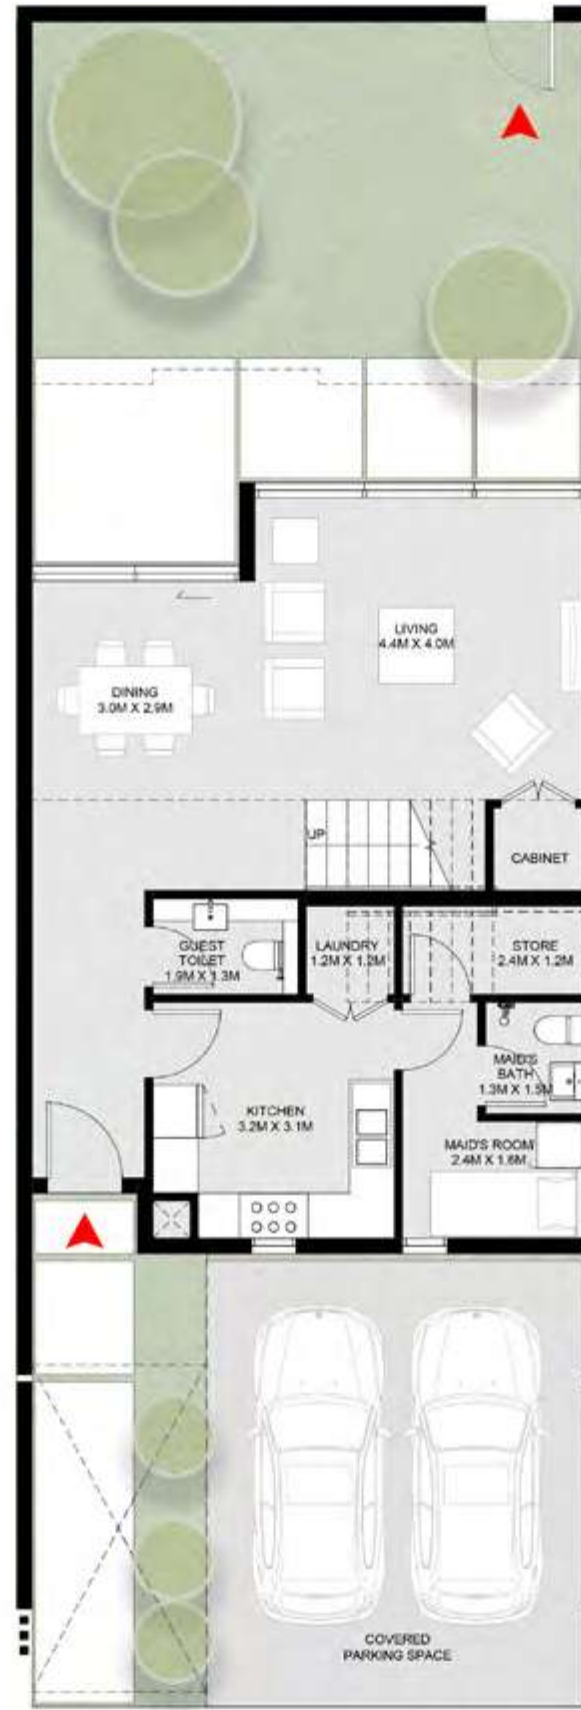 LIVING
4.4M X 4.0M
DINING
3.0M X 2.9M
UP
CABINET
GUEST
TOILET
1.9M X 1.3M
LAUNDRY
1.2M X 1.2M
STORE
2.4M X 1.2M
MAID'S
BATH
1.3M X 1.5M
KITCHEN
3.2M X 3.1M
MAID'S ROOM
2.4M X 1.6M
COVERED
PARKING SPACE